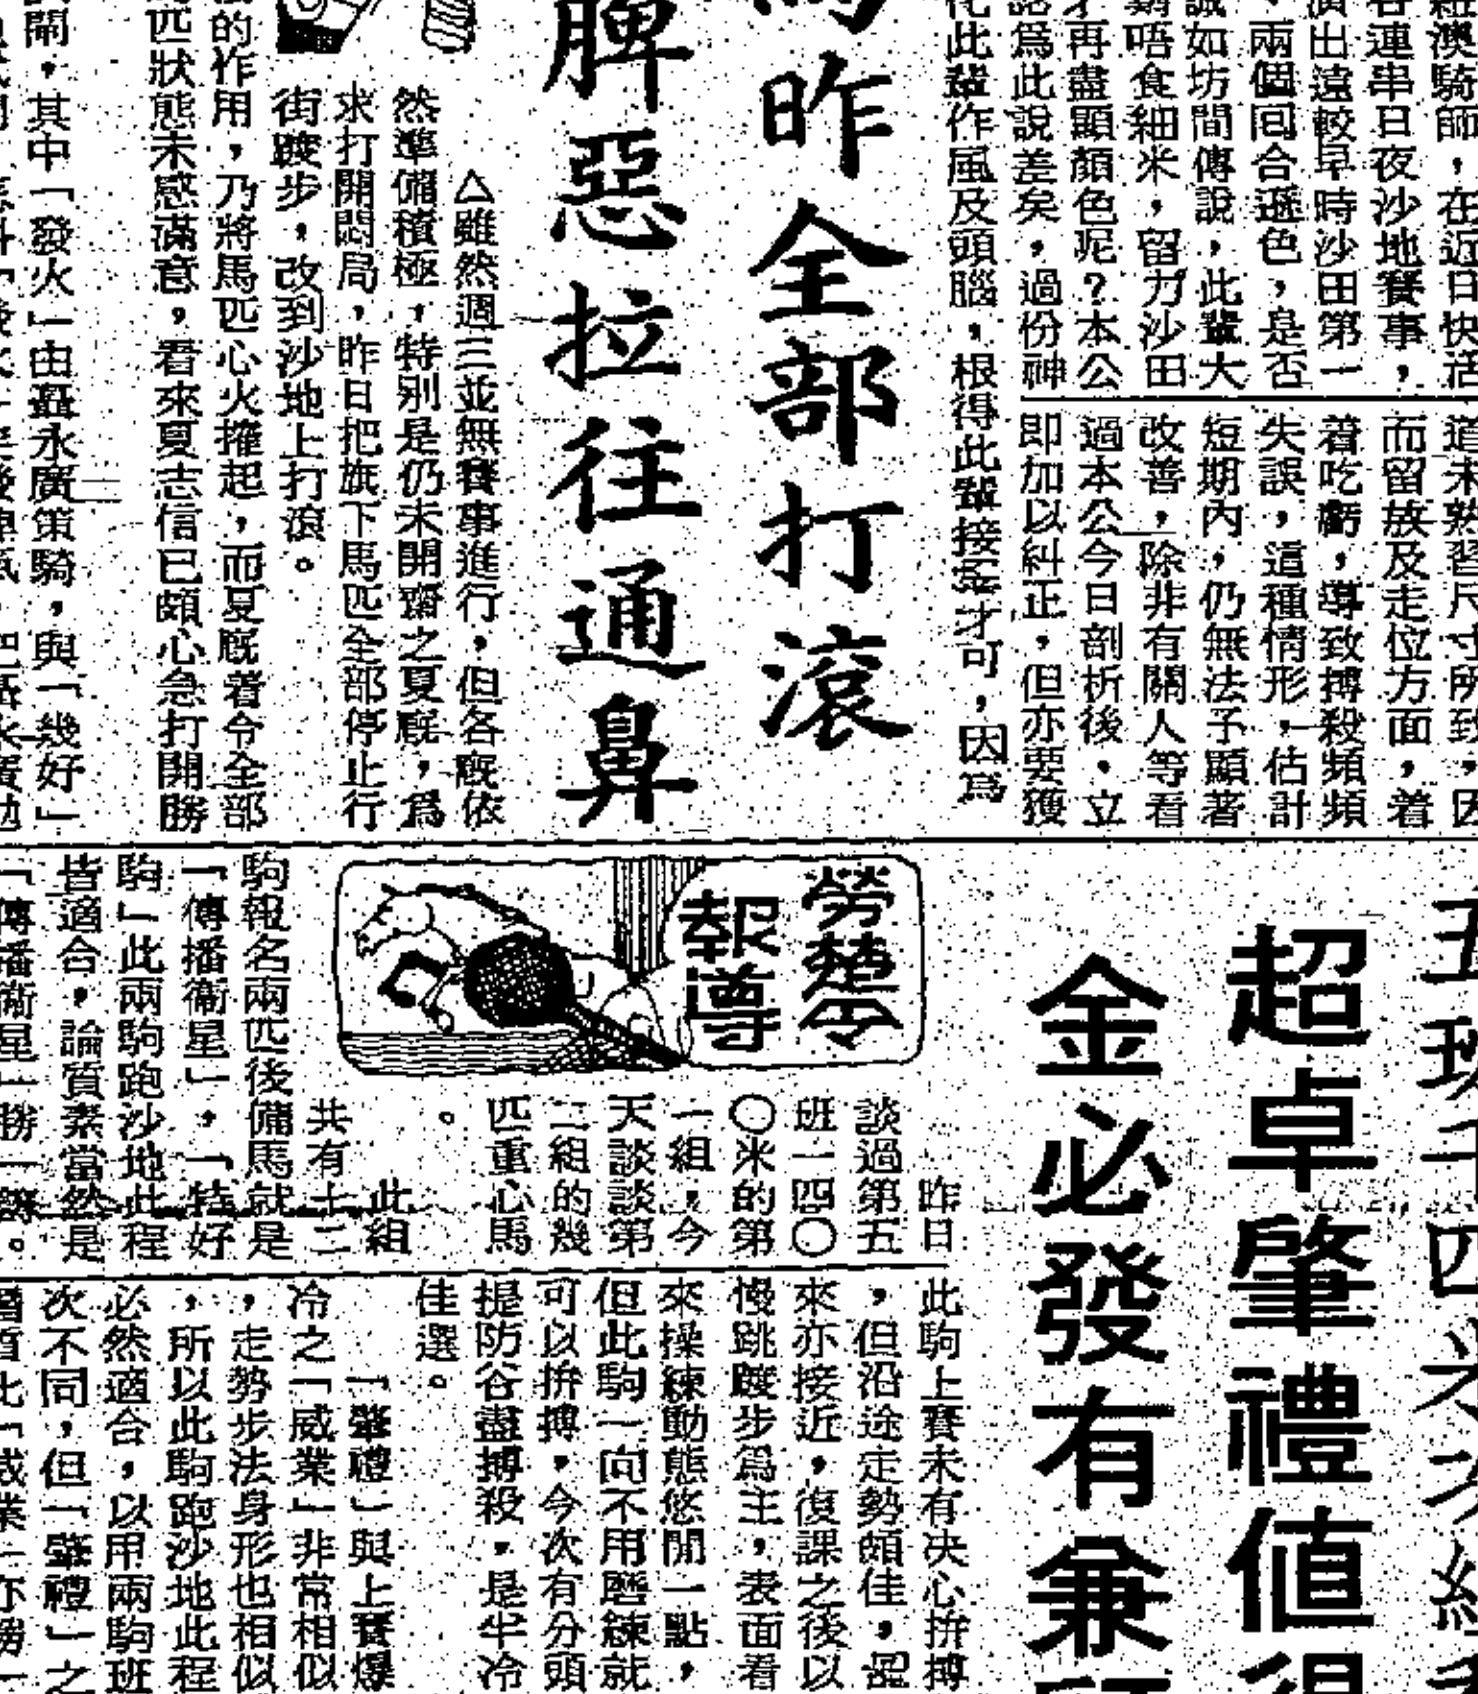 澳騎師，在近日快活
連串日夜沙地賽事，
演出遠較早時沙田第一
，兩個回合遜色，是否
誠如坊間傳說，此輩大
唔食細米，留力沙田
才再盡顯顏色呢？本公
認爲此說差矣，過份神
化此輩作風及頭腦，根得此輩接妥才可，因爲
道未熟習尺寸所致，因
而留放及走位方面，着
着吃虧，導致搏殺頻頻
失誤，這種情形，估計
短期內，仍無法予顯著
改善，除非有關人等看
過本公今日剖析後，立
即加以糾正，但亦要獲
昨全部打滾
脾惡拉往通鼻
△雖然週三並無賽事進行，但各廐依
然準備積極，特別是仍未開齋之夏廐，爲
求打開悶局，昨日把旗下馬匹全部停止行
街踱步，改到沙地上打滾。
的作用，乃將馬匹心火摧起，而夏廐着令全部
匹狀態未感滿意，看來夏志信已頗心急打開勝
閘，其中「發火」由聶永廣策騎，與「幾好」
超卓肇禮值得
金必發有兼
勞楚令
報導
昨日
談過第五
班一四〇
〇米的第
一組，今
天談談第
二組的幾
匹重心馬
。
此組
共有十二
駒報名兩匹後備馬就是
「傳播衞星」，「特好
駒」此兩駒跑沙地此程
皆適合，論質素當然是
「傳播衞星」勝一籌。
此駒上賽未有决心拚搏
，但沿途走勢頗佳，認
來亦接近，復課之後以
慢跳踱步爲主，表面看
來操練動態悠閒一點，
但此駒一向不用磨練就
可以拚搏，今次有分頭
提防谷盡搏殺，是半冷
佳選。
「肇禮」與上賽爆
冷之「威業」非常相似
，走勢步法身形也相似
，所以此駒跑沙地此程
必然適合，以甲兩駒班
次不同，但「肇禮」之